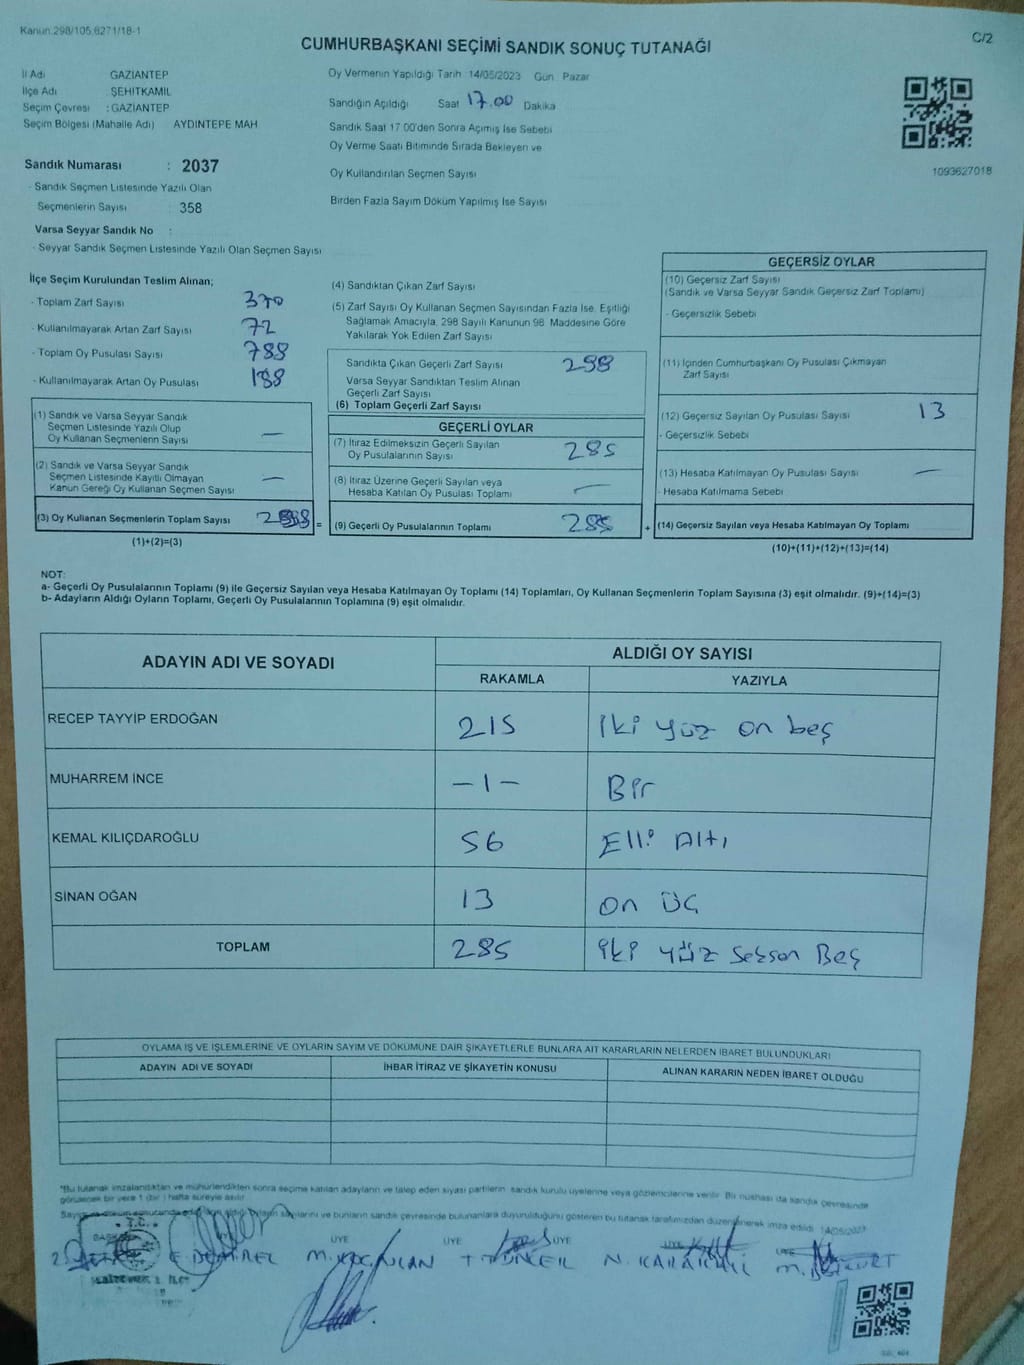 Kanun 298/105,6271/18-1
CUMHURBAŞKANI SEÇİMİ SANDIK SONUÇ TUTANAĞI
C/2
İl Adı GAZİANTEP
İlçe Adı ŞEHİTKAMİL
Seçim Çevresi : GAZİANTEP
Seçim Bölgesi (Mahalle Adı) AYDINTEPE MAH
Oy Vermenin Yapıldığı Tarih 14/05/2023 Gün Pazar
Sandığın Açıldığı Saat 17.00 Dakika
Sandık Saat 17 00'den Sonra Açımış İse Sebebi
Oy Verme Saati Bitiminde Sırada Bekleyen ve
Oy Kullandırılan Seçmen Sayısı
Birden Fazla Sayım Döküm Yapılmış İse Sayısı
1093627018
Sandık Numarası : 2037
- Sandık Seçmen Listesinde Yazılı Olan
Seçmenlerin Sayısı : 358
Varsa Seyyar Sandık No :
- Seyyar Sandık Seçmen Listesinde Yazılı Olan Seçmen Sayısı
İlçe Seçim Kurulundan Teslim Alınan;
- Toplam Zarf Sayısı 370
- Kullanılmayarak Artan Zarf Sayısı 72
- Toplam Oy Pusulası Sayısı 788
- Kullanılmayarak Artan Oy Pusulası 188
(1) Sandık ve Varsa Seyyar Sandık
Seçmen Listesinde Yazılı Olup
Oy Kullanan Seçmenlerin Sayısı —
(2) Sandık ve Varsa Seyyar Sandık
Seçmen Listesinde Kayıtlı Olmayan
Kanun Gereği Oy Kullanan Seçmen Sayısı —
(3) Oy Kullanan Seçmenlerin Toplam Sayısı
(1)+(2)=(3)
(4) Sandıktan Çıkan Zarf Sayısı
(5) Zarf Sayısı Oy Kullanan Seçmen Sayısından Fazla İse, Eşitliği
Sağlamak Amacıyla, 298 Sayılı Kanunun 98. Maddesine Göre
Yakılarak Yok Edilen Zarf Sayısı
Sandıkta Çıkan Geçerli Zarf Sayısı 298
Varsa Seyyar Sandıktan Teslim Alınan
Geçerli Zarf Sayısı
(6) Toplam Geçerli Zarf Sayısı
GEÇERLİ OYLAR
(7) İtiraz Edilmeksizin Geçerli Sayılan
Oy Pusulalarının Sayısı 285
(8) İtiraz Üzerine Geçerli Sayılan veya
Hesaba Katılan Oy Pusulası Toplamı —
= (9) Geçerli Oy Pusulalarının Toplamı 285
GEÇERSİZ OYLAR
(10) Geçersiz Zarf Sayısı
(Sandık ve Varsa Seyyar Sandık Geçersiz Zarf Toplamı)
- Geçersizlik Sebebi
(11) İçinden Cumhurbaşkanı Oy Pusulası Çıkmayan
Zarf Sayısı
(12) Geçersiz Sayılan Oy Pusulası Sayısı 13
- Geçersizlik Sebebi
(13) Hesaba Katılmayan Oy Pusulası Sayısı —
- Hesaba Katılmama Sebebi
+ (14) Geçersiz Sayılan veya Hesaba Katılmayan Oy Toplamı
(10)+(11)+(12)+(13)=(14)
NOT:
a- Geçerli Oy Pusulalarının Toplamı (9) ile Geçersiz Sayılan veya Hesaba Katılmayan Oy Toplamı (14) Toplamları, Oy Kullanan Seçmenlerin Toplam Sayısına (3) eşit olmalıdır. (9)+(14)=(3)
b- Adayların Aldığı Oyların Toplamı, Geçerli Oy Pusulalarının Toplamına (9) eşit olmalıdır.
ADAYIN ADI VE SOYADI ALDIĞI OY SAYISI
RAKAMLA YAZIYLA
RECEP TAYYİP ERDOĞAN 215 İki yüz on beş
MUHARREM İNCE -1- Bir
KEMAL KILIÇDAROĞLU 56 Elli Altı
SİNAN OĞAN 13 on üç
TOPLAM 285 iki yüz seksen Beş
OYLAMA İŞ VE İŞLEMLERİNE VE OYLARIN SAYIM VE DÖKÜMÜNE DAİR ŞİKAYETLERLE BUNLARA AİT KARARLARIN NELERDEN İBARET BULUNDUKLARI
ADAYIN ADI VE SOYADI İHBAR İTİRAZ VE ŞİKAYETİN KONUSU ALINAN KARARIN NEDEN İBARET OLDUĞU
*Bu tutanak imzalandıktan ve mühürlendikten sonra seçime katılan adayların ve talep eden siyasi partilerin sandık kurulu üyelerine veya gözlemcilerine verilir. Bir nüshası da sandık çevresinde
görülecek bir yere 1 (bir) hafta süreyle asılır
bunların sandık çevresinde bulunanlara duyurulduğunu gösteren bu tutanak tarafımızdan düzenlenerek imza edildi. 14/05/2023
T.C.
ÜYE ÜYE ÜYE ÜYE ÜYE
E DEMİREL M. T TUNCEL N. KARAKAŞLI